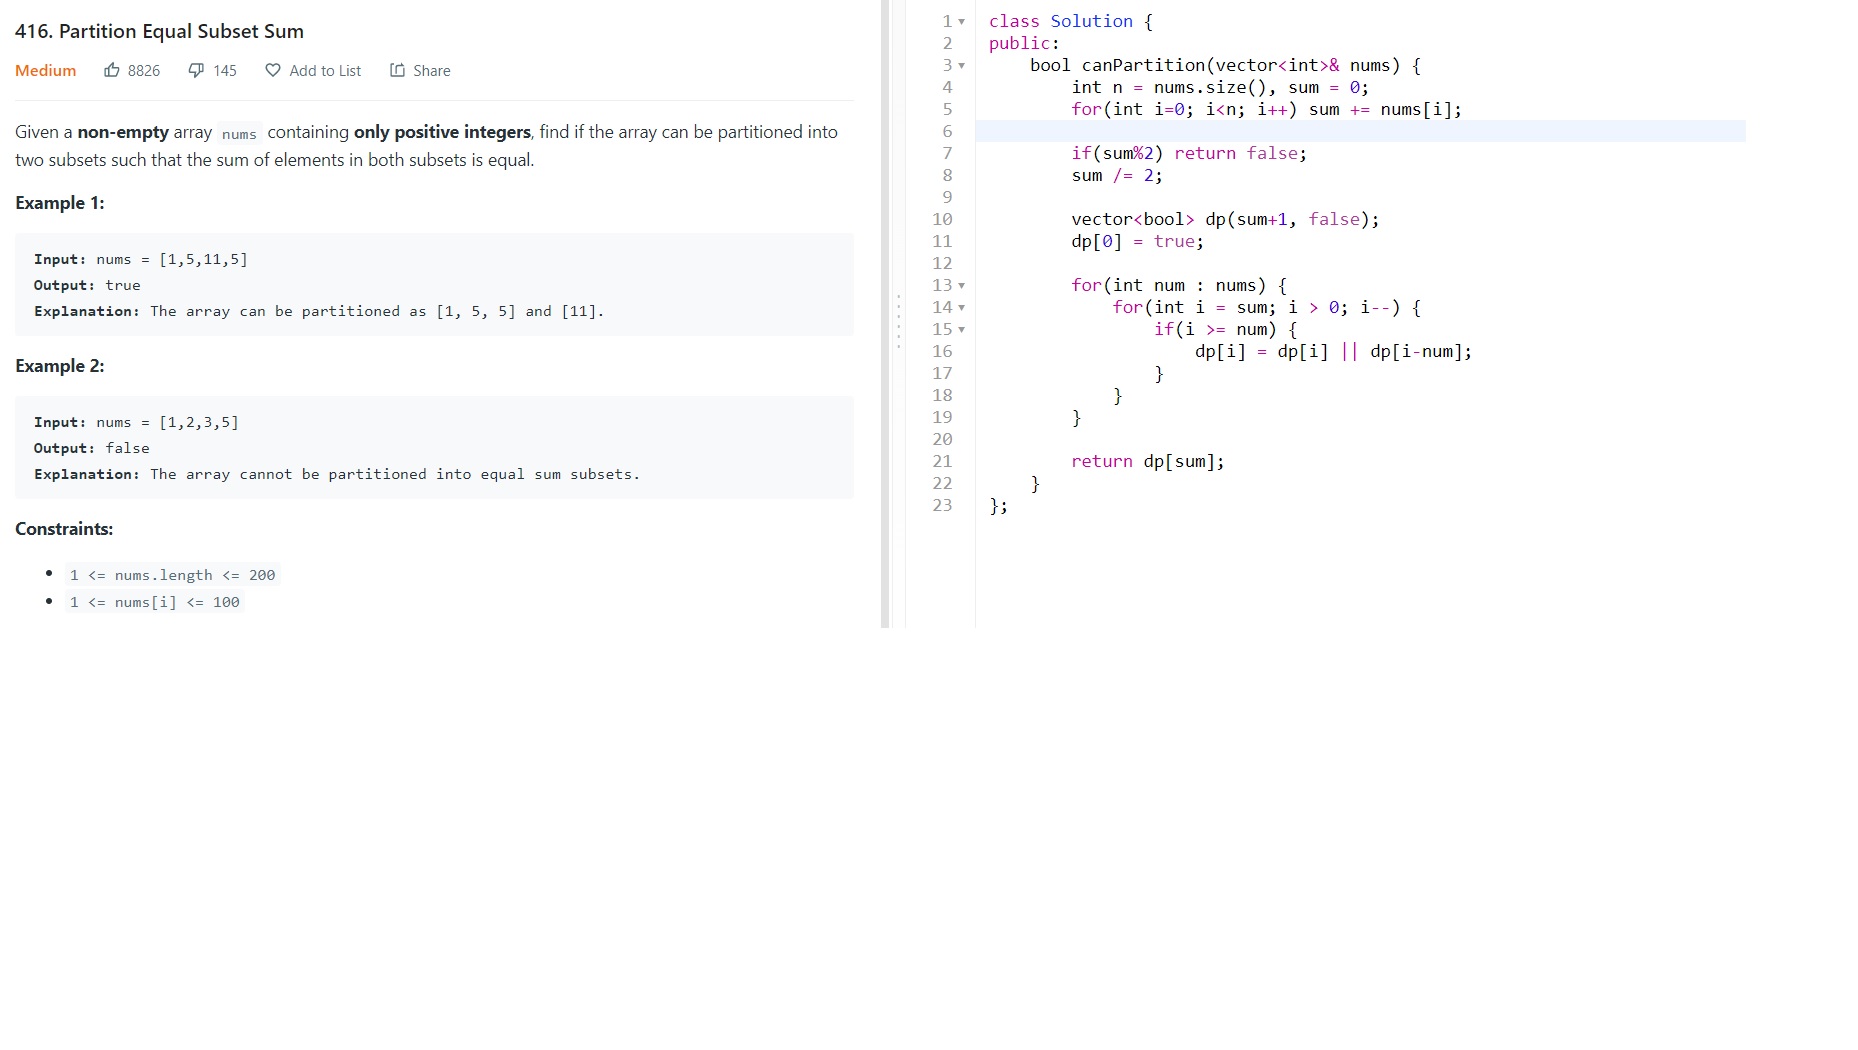 416. Partition Equal Subset Sum
Medium 8826 145 Add to List Share
Given a non-empty array nums containing only positive integers, find if the array can be partitioned into
two subsets such that the sum of elements in both subsets is equal.
Example 1:
Input: nums = [1,5,11,5]
Output: true
Explanation: The array can be partitioned as [1, 5, 5] and [11].
Example 2:
Input: nums = [1,2,3,5]
Output: false
Explanation: The array cannot be partitioned into equal sum subsets.
Constraints:
• 1 <= nums.length <= 200
• 1 <= nums[i] <= 100
1 class Solution {
2 public:
3     bool canPartition(vector<int>& nums) {
4         int n = nums.size(), sum = 0;
5         for(int i=0; i<n; i++) sum += nums[i];
6
7         if(sum%2) return false;
8         sum /= 2;
9
10         vector<bool> dp(sum+1, false);
11         dp[0] = true;
12
13         for(int num : nums) {
14             for(int i = sum; i > 0; i--) {
15                 if(i >= num) {
16                     dp[i] = dp[i] || dp[i-num];
17                 }
18             }
19         }
20
21         return dp[sum];
22     }
23 };